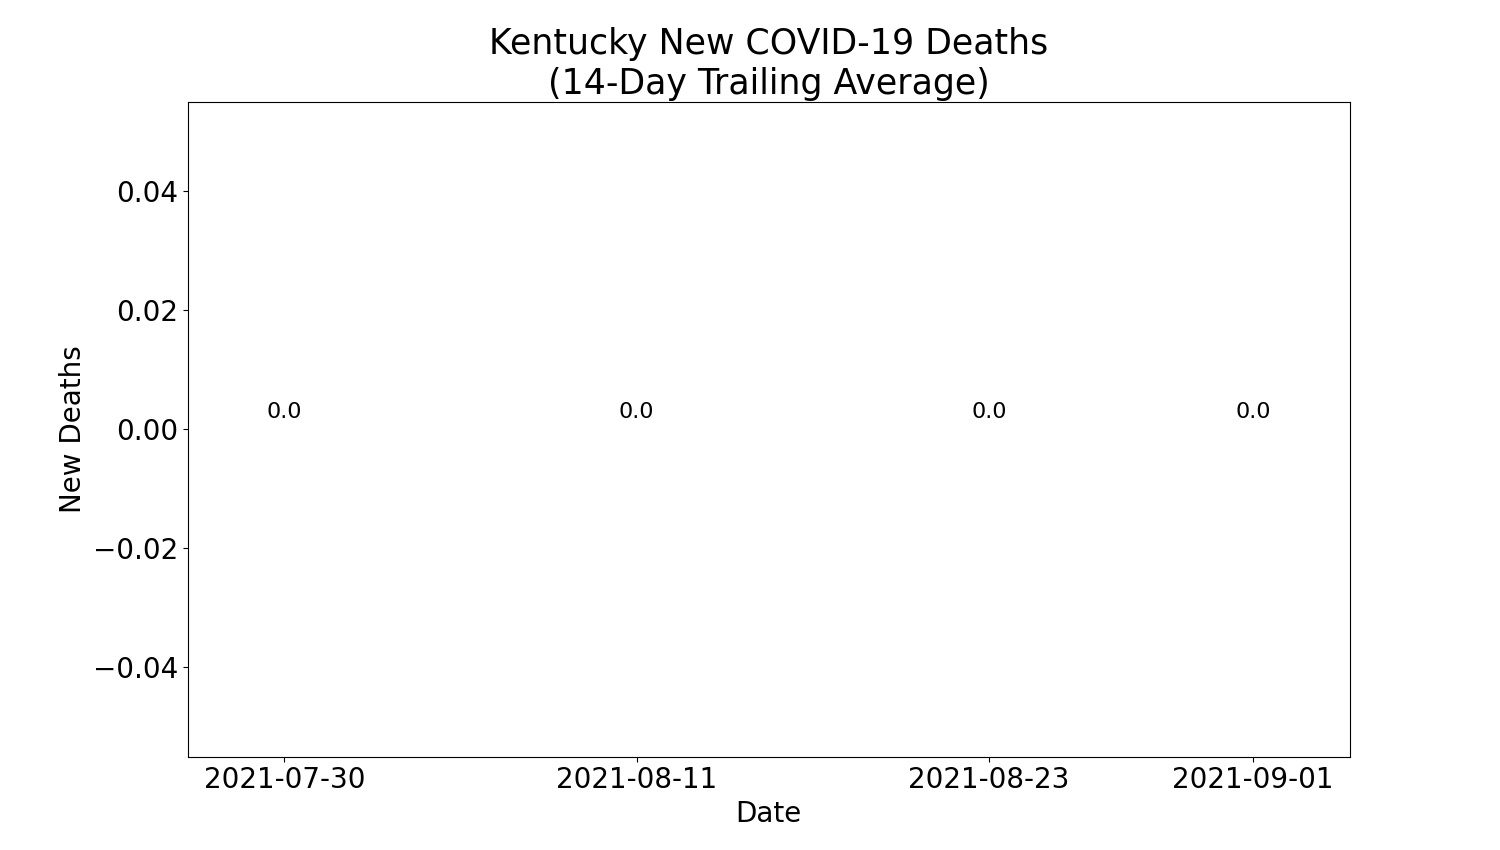 Kentucky New COVID-19 Deaths
(14-Day Trailing Average)
0.04
0.02
0.00
−0.02
−0.04
New Deaths
0.0 0.0 0.0 0.0
2021-07-30 2021-08-11 2021-08-23 2021-09-01
Date